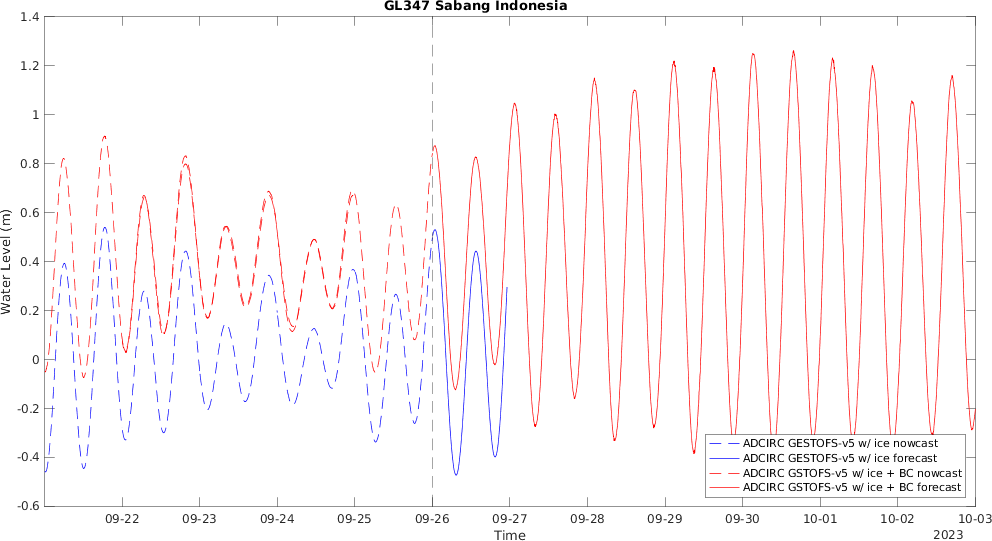 GL347 Sabang Indonesia
1.4
1.2
1
0.8
0.6
0.4
0.2
0
-0.2
-0.4
-0.6
Water Level (m)
ADCIRC GESTOFS-v5 w/ ice nowcast
ADCIRC GESTOFS-v5 w/ ice forecast
ADCIRC GSTOFS-v5 w/ ice + BC nowcast
ADCIRC GSTOFS-v5 w/ ice + BC forecast
09-22 09-23 09-24 09-25 09-26 09-27 09-28 09-29 09-30 10-01 10-02 10-03
Time
2023